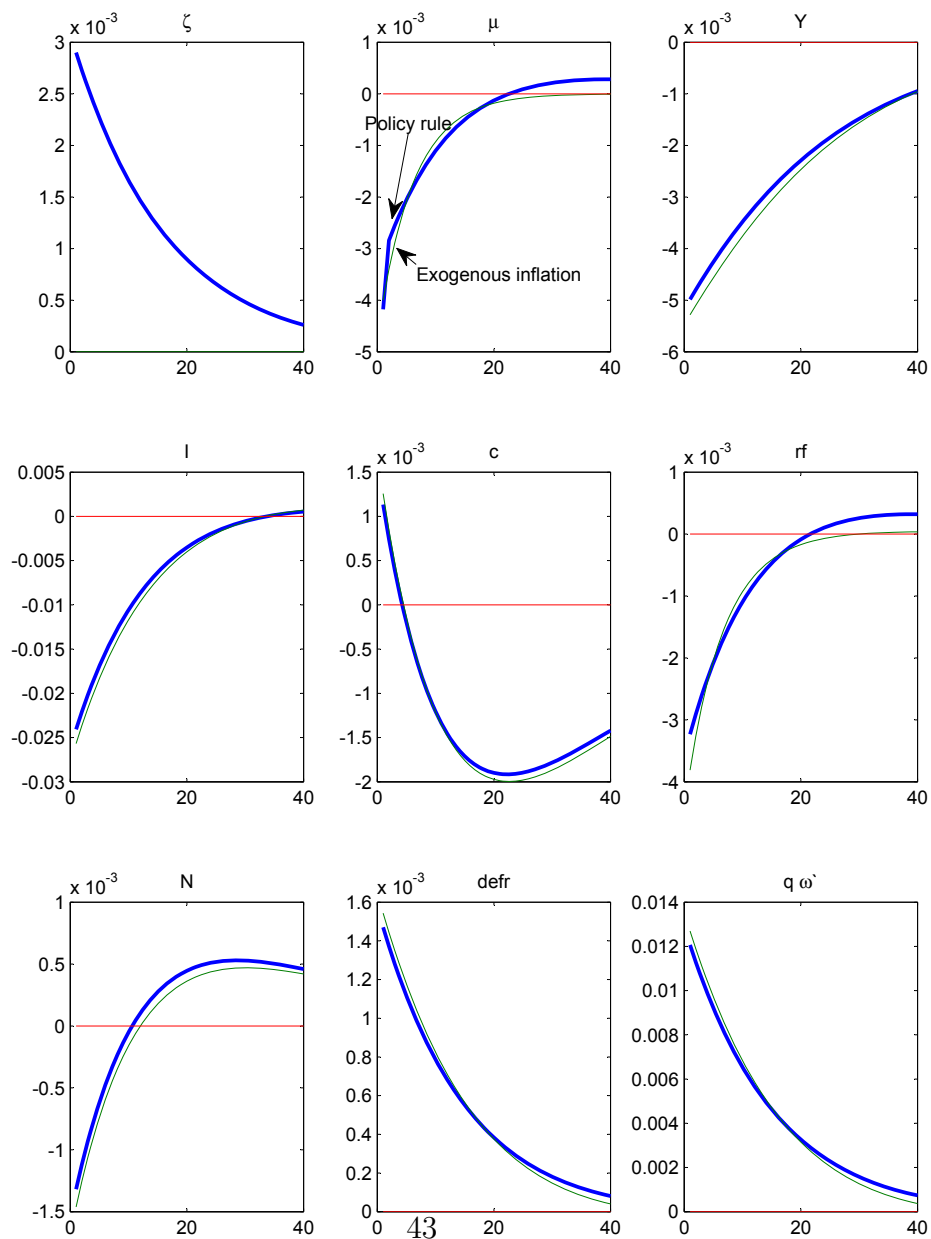 ζ
x 10⁻³
3
2.5
2
1.5
1
0.5
0
0 20 40
μ
x 10⁻³
1
0
-1
-2
-3
-4
-5
0 20 40
Policy rule
Exogenous inflation
Y
x 10⁻³
0
-1
-2
-3
-4
-5
-6
0 20 40
I
0.005
0
-0.005
-0.01
-0.015
-0.02
-0.025
-0.03
0 20 40
c
x 10⁻³
1.5
1
0.5
0
-0.5
-1
-1.5
-2
0 20 40
rf
x 10⁻³
1
0
-1
-2
-3
-4
0 20 40
N
x 10⁻³
1
0.5
0
-0.5
-1
-1.5
0 20 40
defr
x 10⁻³
1.6
1.4
1.2
1
0.8
0.6
0.4
0.2
0
0 20 40
q ω`
0.014
0.012
0.01
0.008
0.006
0.004
0.002
0
0 20 40
43